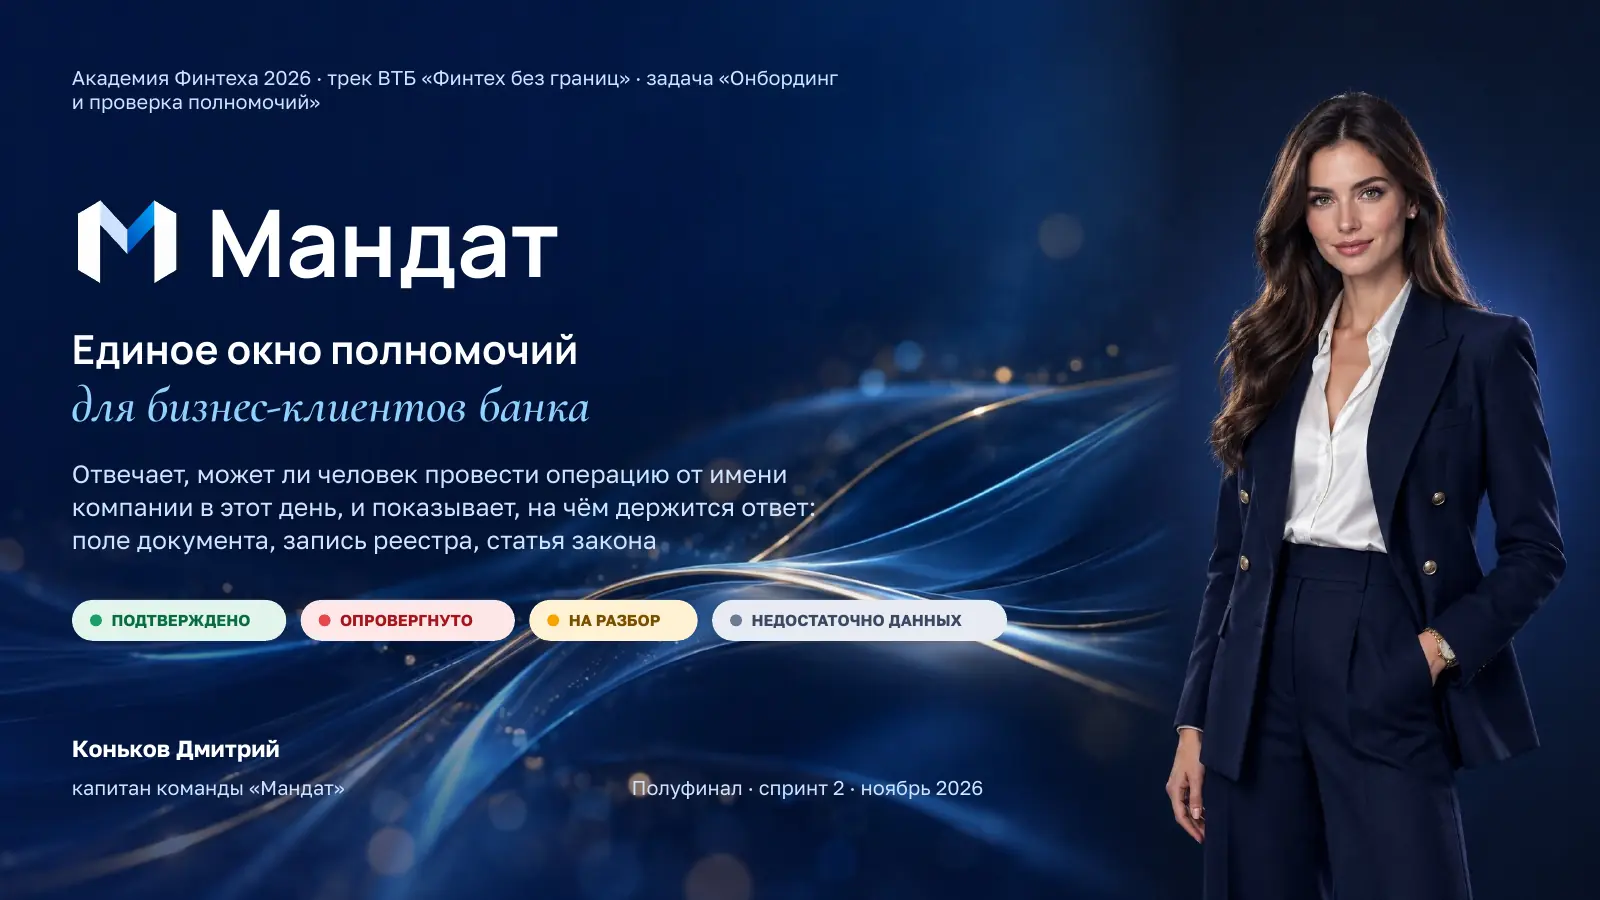 Академия Финтеха 2026 · трек ВТБ «Финтех без границ» · задача «Онбординг
и проверка полномочий»
Мандат
Единое окно полномочий
для бизнес-клиентов банка
Отвечает, может ли человек провести операцию от имени
компании в этот день, и показывает, на чём держится ответ:
поле документа, запись реестра, статья закона
ПОДТВЕРЖДЕНО
ОПРОВЕРГНУТО
НА РАЗБОР
НЕДОСТАТОЧНО ДАННЫХ
Коньков Дмитрий
капитан команды «Мандат»
Полуфинал · спринт 2 · ноябрь 2026